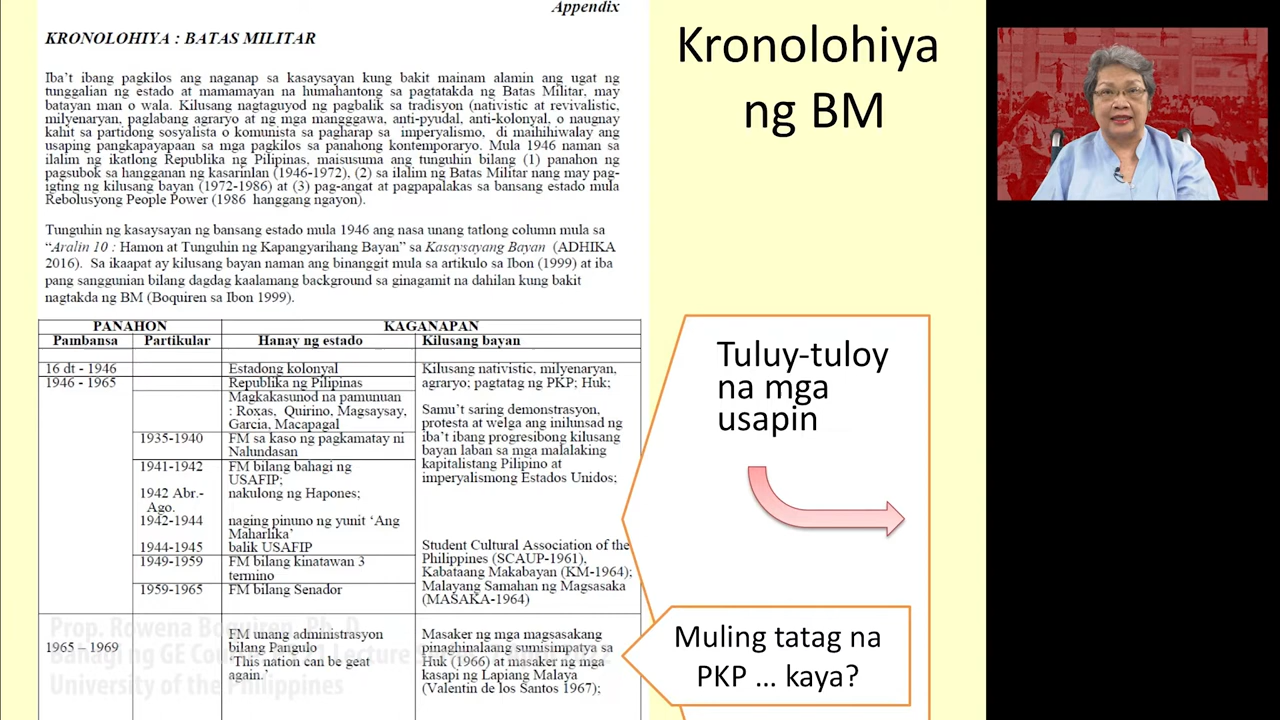 Appendix
KRONOLOHIYA : BATAS MILITAR
Iba't ibang pagkilos ang naganap sa kasaysayan kung bakit mainam alamin ang ugat ng
tunggalian ng estado at mamamayan na humahantong sa pagtatakda ng Batas Militar, may
batayan man o wala. Kilusang nagtaguyod ng pagbalik sa tradisyon (nativistic at revivalistic,
milyenaryan, paglabang agraryo at ng mga mangggawa, anti-pyudal, anti-kolonyal, o naugnay
kahit sa partidong sosyalista o komunista sa pagharap sa imperyalismo, di maihihiwalay ang
usaping pangkapayapaan sa mga pagkilos sa panahong kontemporaryo. Mula 1946 naman sa
ilalim ng ikatlong Republika ng Pilipinas, maisusuma ang tunguhin bilang (1) panahon ng
pagsubok sa hangganan ng kasarinlan (1946-1972), (2) sa ilalim ng Batas Militar nang may pag-
igting ng kilusang bayan (1972-1986) at (3) pag-angat at pagpapalakas sa bansang estado mula
Rebolusyong People Power (1986 hanggang ngayon).
Tunguhin ng kasaysayan ng bansang estado mula 1946 ang nasa unang tatlong column mula sa
"Aralin 10 : Hamon at Tunguhin ng Kapangyarihang Bayan" sa Kasaysayang Bayan (ADHIKA
2016). Sa ikaapat ay kilusang bayan naman ang binanggit mula sa artikulo sa Ibon (1999) at iba
pang sanggunian bilang dagdag kaalamang background sa ginagamit na dahilan kung bakit
nagtakda ng BM (Boquiren sa Ibon 1999).
PANAHON KAGANAPAN
Pambansa Partikular Hanay ng estado Kilusang bayan
16 dt - 1946 Estadong kolonyal Kilusang nativistic, milyenaryan,
1946 - 1965 Republika ng Pilipinas agraryo; pagtatag ng PKP; Huk;
Magkakasunod na pamunuan
: Roxas, Quirino, Magsaysay,
Garcia, Macapagal
Samu't saring demonstrasyon,
protesta at welga ang inilunsad ng
iba't ibang progresibong kilusang
bayan laban sa mga malalaking
kapitalistang Pilipino at
imperyalismong Estados Unidos;
1935-1940 FM sa kaso ng pagkamatay ni
Nalundasan
1941-1942 FM bilang bahagi ng
USAFIP;
1942 Abr.- nakulong ng Hapones;
Ago.
1942-1944 naging pinuno ng yunit 'Ang
Maharlika'
1944-1945 balik USAFIP
1949-1959 FM bilang kinatawan 3
termino
1959-1965 FM bilang Senador
Student Cultural Association of the
Philippines (SCAUP-1961),
Kabataang Makabayan (KM-1964);
Malayang Samahan ng Magsasaka
(MASAKA-1964)
1965 – 1969 FM unang administrasyon
bilang Pangulo
'This nation can be geat
again.'
Masaker ng mga magsasakang
pinaghinalaang sumisimpatya sa
Huk (1966) at masaker ng mga
kasapi ng Lapiang Malaya
(Valentin de los Santos 1967);
Prop. Rowena Boquiren, Ph. D.
Bahagi ng GE
Lecture
University of the Philippines
Kronolohiya
ng BM
Tuluy-tuloy
na mga
usapin
Muling tatag na
PKP ... kaya?